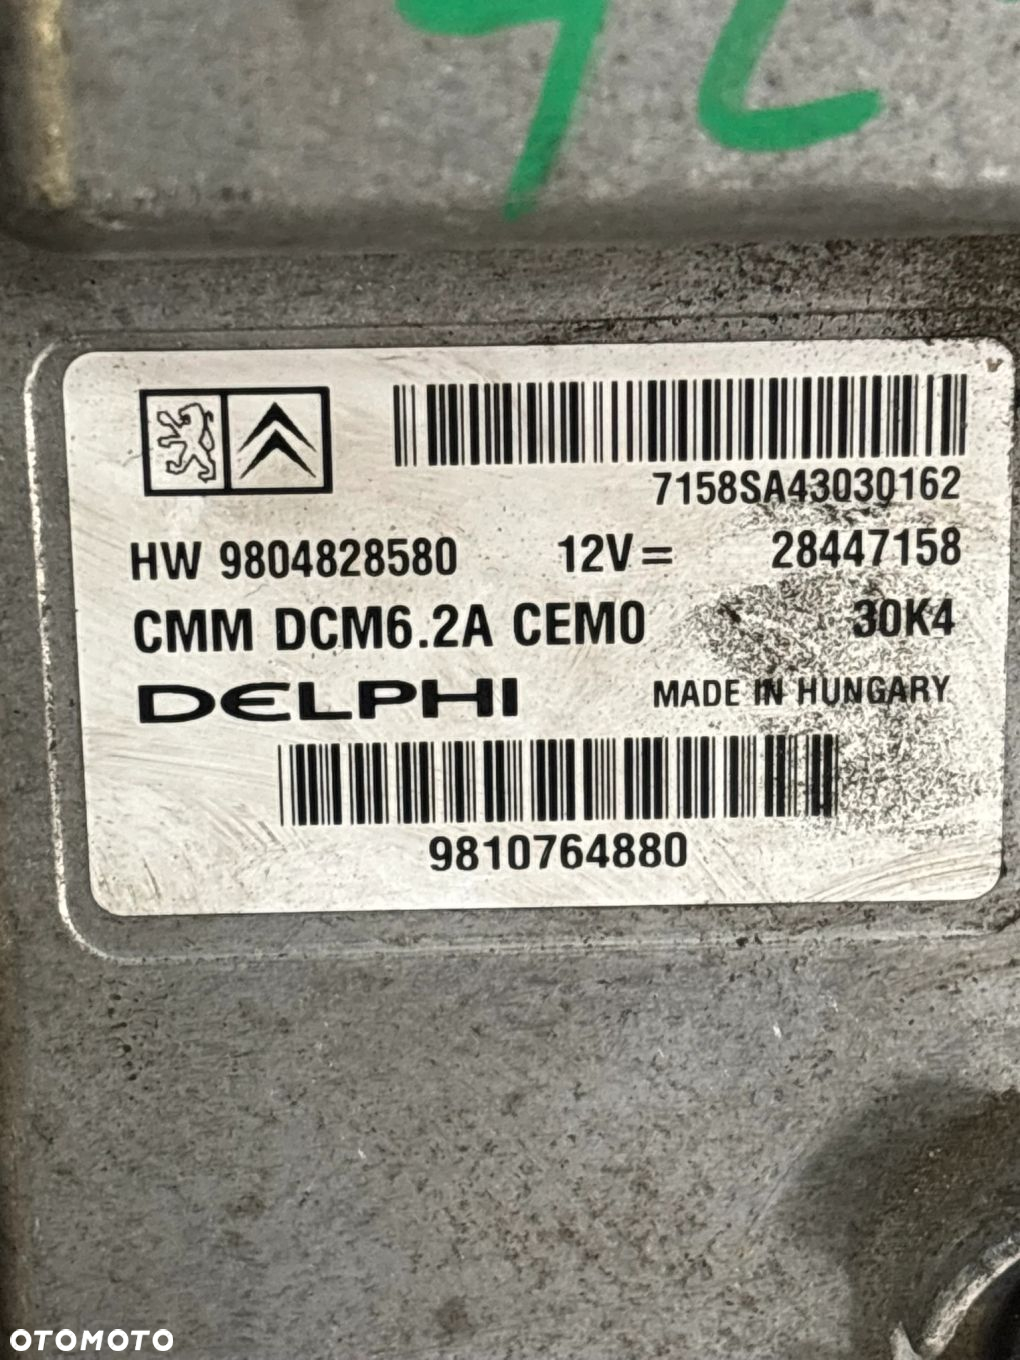 7158SA43030162
HW 9804828580 12V= 28447158
CMM DCM6.2A CEM0 30K4
DELPHI MADE IN HUNGARY
9810764880
OTOMOTO